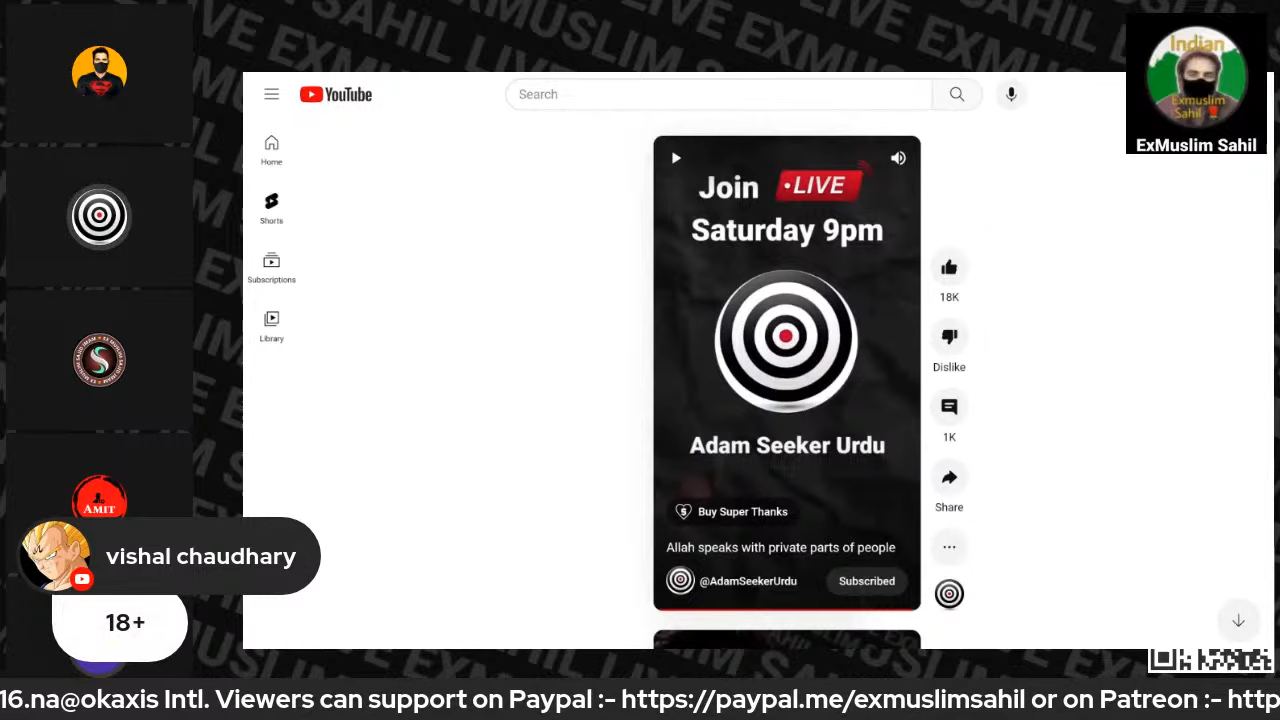 YouTube
Search
Home
Shorts
Subscriptions
Library
Join • LIVE
Saturday 9pm
Adam Seeker Urdu
Buy Super Thanks
Allah speaks with private parts of people
@AdamSeekerUrdu
Subscribed
18K
Dislike
1K
Share
Indian
Exmuslim
Sahil
ExMuslim Sahil
AMIT
vishal chaudhary
18+
16.na@okaxis Intl. Viewers can support on Paypal :- https://paypal.me/exmuslimsahil or on Patreon :- http